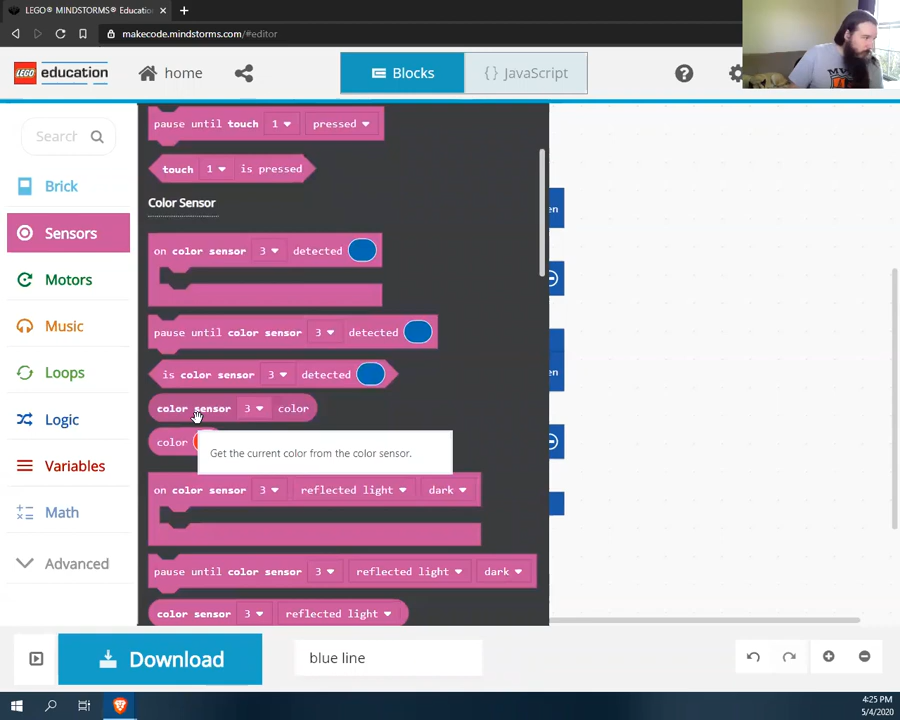 LEGO® MINDSTORMS® Educatio
makecode.mindstorms.com/#editor
LEGO education
home
Blocks
{ } JavaScript
Search
Brick
Sensors
Motors
Music
Loops
Logic
Variables
Math
Advanced
pause until touch 1 pressed
touch 1 is pressed
Color Sensor
on color sensor 3 detected
pause until color sensor 3 detected
is color sensor 3 detected
color sensor 3 color
color
Get the current color from the color sensor.
on color sensor 3 reflected light dark
pause until color sensor 3 reflected light dark
color sensor 3 reflected light
en
en
Download
blue line
4:25 PM
5/4/2020